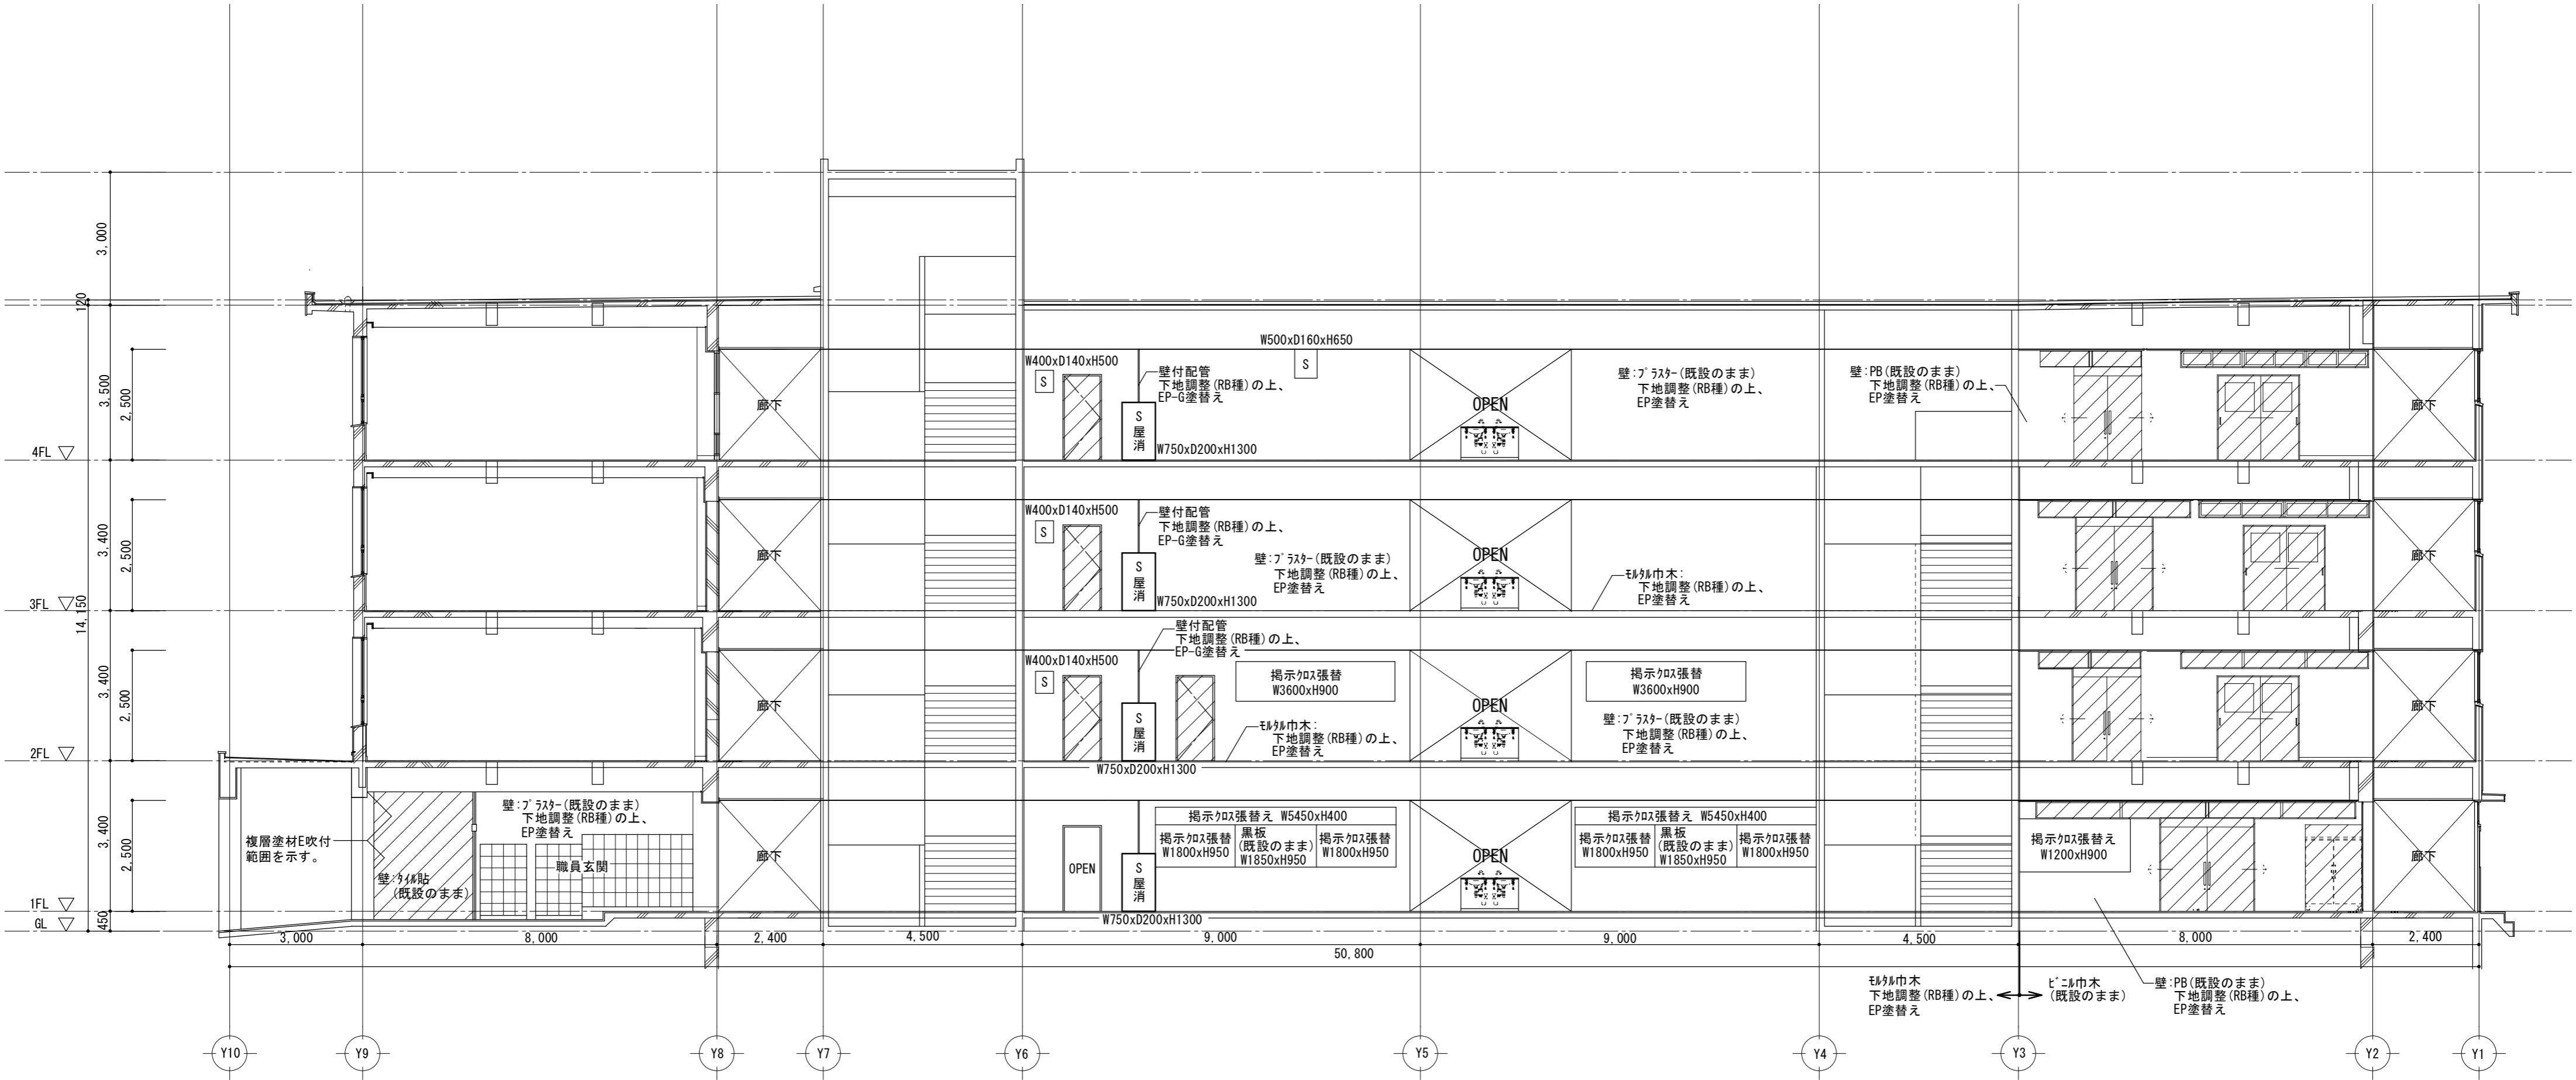 3,000
120
3,500
2,500
4FL
3,400
2,500
3FL
14,150
3,400
2,500
2FL
3,400
2,500
1FL
450
GL
W500xD160xH650
S
W400xD140xH500
S
壁付配管
下地調整(RB種)の上、
EP-G塗替え
廊下
S
屋
消
W750xD200xH1300
OPEN
壁:プラスター(既設のまま)
下地調整(RB種)の上、
EP塗替え
壁:PB(既設のまま)
下地調整(RB種)の上、
EP塗替え
廊下
W400xD140xH500
S
壁付配管
下地調整(RB種)の上、
EP-G塗替え
廊下
S
屋
消
W750xD200xH1300
壁:プラスター(既設のまま)
下地調整(RB種)の上、
EP塗替え
OPEN
モルタル巾木:
下地調整(RB種)の上、
EP塗替え
廊下
壁付配管
下地調整(RB種)の上、
EP-G塗替え
W400xD140xH500
S
廊下
S
屋
消
掲示クロス張替
W3600xH900
モルタル巾木:
下地調整(RB種)の上、
EP塗替え
OPEN
掲示クロス張替
W3600xH900
壁:プラスター(既設のまま)
下地調整(RB種)の上、
EP塗替え
廊下
W750xD200xH1300
複層塗材E吹付
範囲を示す。
壁:タイル貼
(既設のまま)
壁:プラスター(既設のまま)
下地調整(RB種)の上、
EP塗替え
職員玄関
廊下
OPEN
S
屋
消
掲示クロス張替え W5450xH400
掲示クロス張替
W1800xH950
黒板
(既設のまま)
W1850xH950
掲示クロス張替
W1800xH950
OPEN
掲示クロス張替え W5450xH400
掲示クロス張替
W1800xH950
黒板
(既設のまま)
W1850xH950
掲示クロス張替
W1800xH950
掲示クロス張替え
W1200xH900
廊下
W750xD200xH1300
3,000
8,000
2,400
4,500
9,000
9,000
4,500
8,000
2,400
50,800
モルタル巾木
下地調整(RB種)の上、
EP塗替え
ビニル巾木
(既設のまま)
壁:PB(既設のまま)
下地調整(RB種)の上、
EP塗替え
Y10
Y9
Y8
Y7
Y6
Y5
Y4
Y3
Y2
Y1